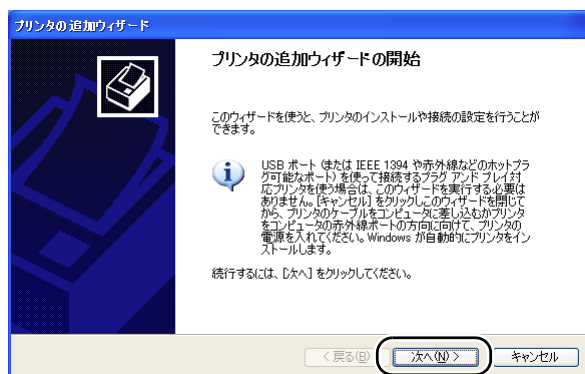 プリンタの追加ウィザード
プリンタの追加ウィザードの開始
このウィザードを使うと、プリンタのインストールや接続の設定を行うことが
できます。
USB ポート (または IEEE 1394 や赤外線などのホットプラ
グ可能なポート) を使って接続するプラグ アンド プレイ対
応プリンタを使う場合は、このウィザードを実行する必要は
ありません。[キャンセル] をクリックしこのウィザードを閉じて
から、プリンタのケーブルをコンピュータに差し込むかプリンタ
をコンピュータの赤外線ポートの方向に向けて、プリンタの
電源を入れてください。Windows が自動的にプリンタをイン
ストールします。
続行するには、[次へ] をクリックしてください。
< 戻る(B) 次へ(N) > キャンセル